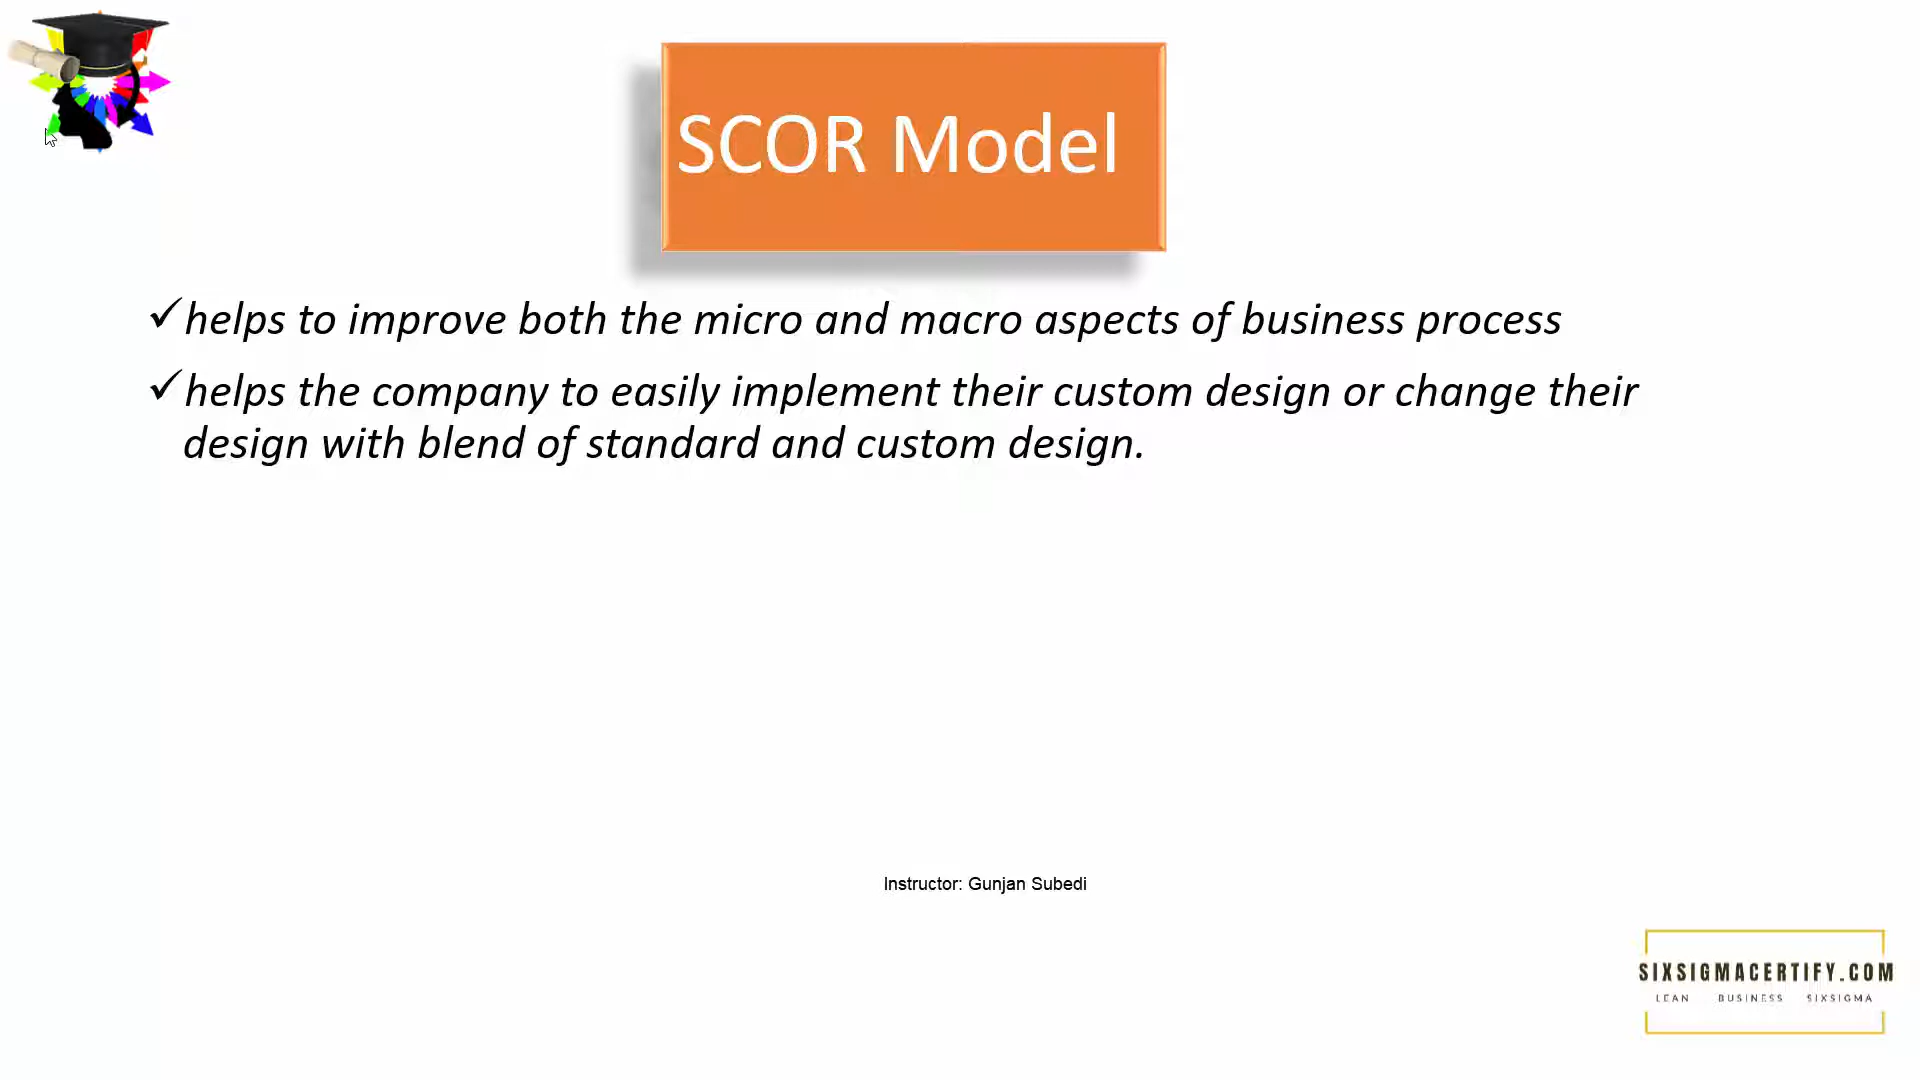 SCOR Model
✓helps to improve both the micro and macro aspects of business process
✓helps the company to easily implement their custom design or change their
design with blend of standard and custom design.
Instructor: Gunjan Subedi
SIXSIGMACERTIFY.COM
LEAN BUSINESS SIXSIGMA